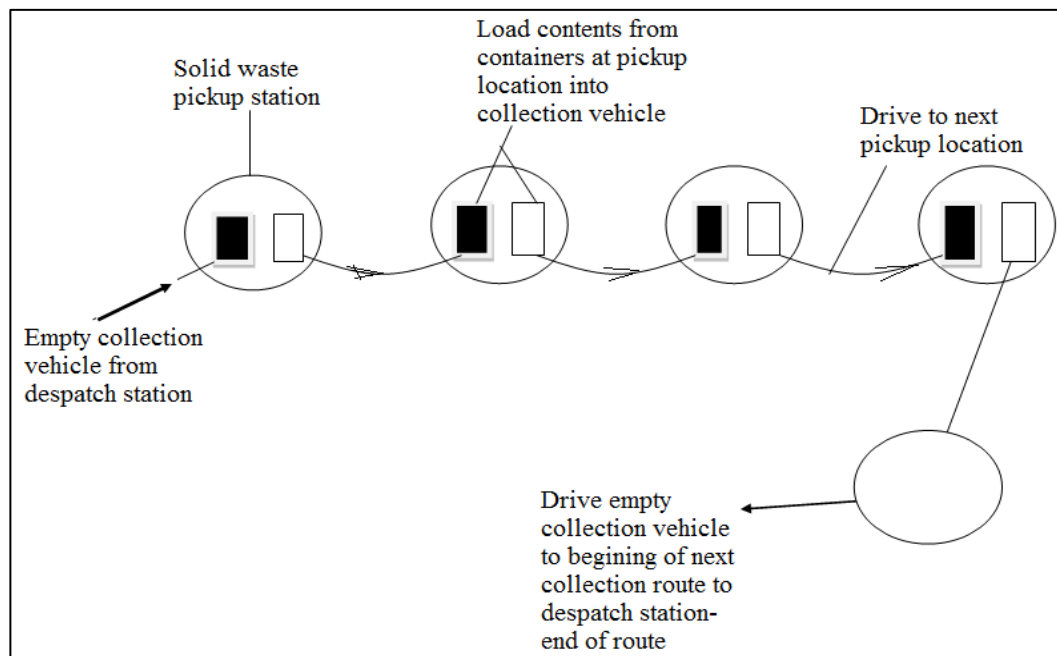 Solid waste
pickup station
Load contents from
containers at pickup
location into
collection vehicle
Drive to next
pickup location
Empty collection
vehicle from
despatch station
Drive empty
collection vehicle
to begining of next
collection route to
despatch station-
end of route